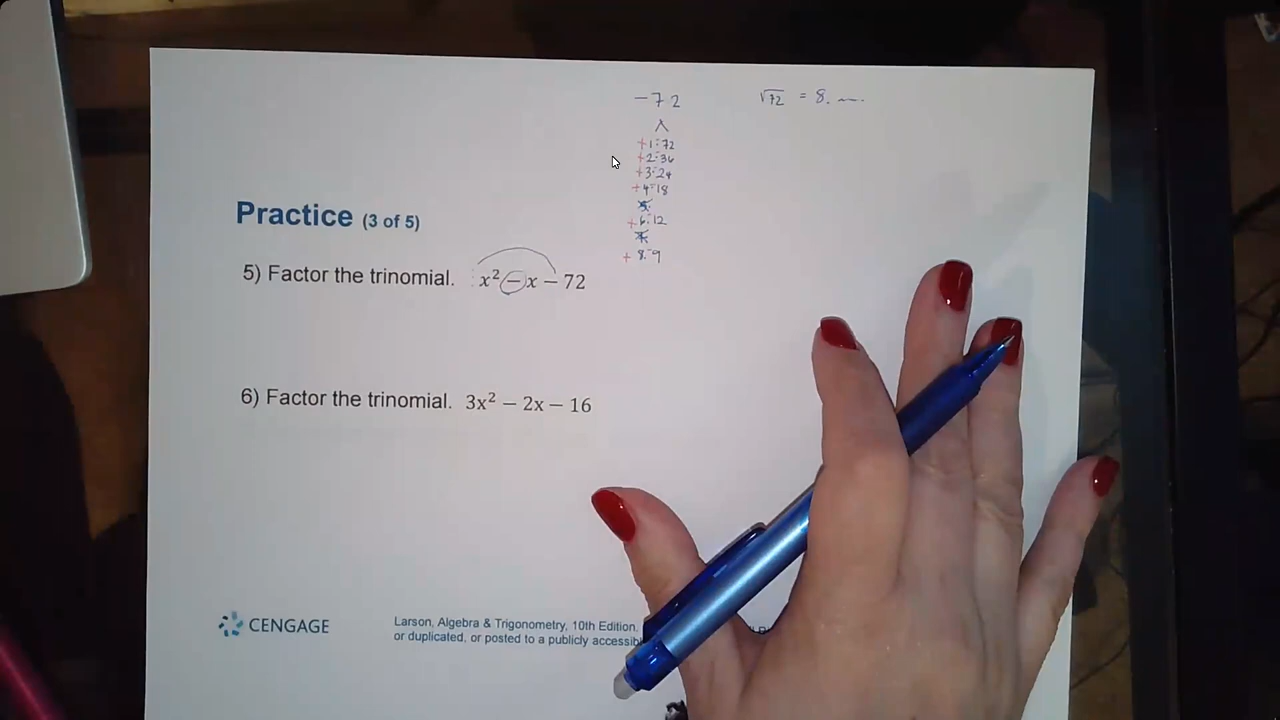 -72
√72 = 8.
+1:-72
+2:-36
+3:-24
+4:-18
5:
+6:-12
7
+8:-9
Practice (3 of 5)
5) Factor the trinomial. x² − x − 72
6) Factor the trinomial. 3x² − 2x − 16
CENGAGE
Larson, Algebra & Trigonometry, 10th Edition.
or duplicated, or posted to a publicly